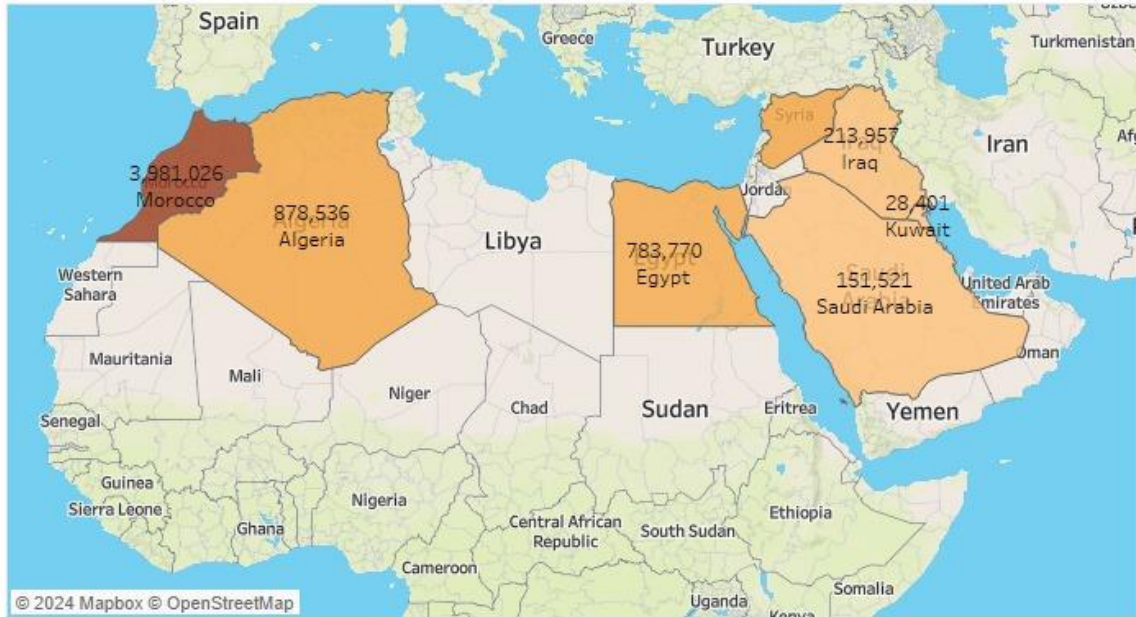 Spain
Greece
Turkey
Turkmenistan
Syria
3,981,026
Morocco
878,536
Algeria
Libya
783,770
Egypt
Jordan
213,957
Iraq
Iran
28,401
Kuwait
151,521
Saudi Arabia
United Arab
Emirates
Oman
Yemen
Western
Sahara
Mauritania
Mali
Niger
Chad
Sudan
Eritrea
Senegal
Guinea
Sierra Leone
Ghana
Nigeria
Cameroon
Central African
Republic
South Sudan
Ethiopia
Somalia
Uganda
Kenya
© 2024 Mapbox © OpenStreetMap